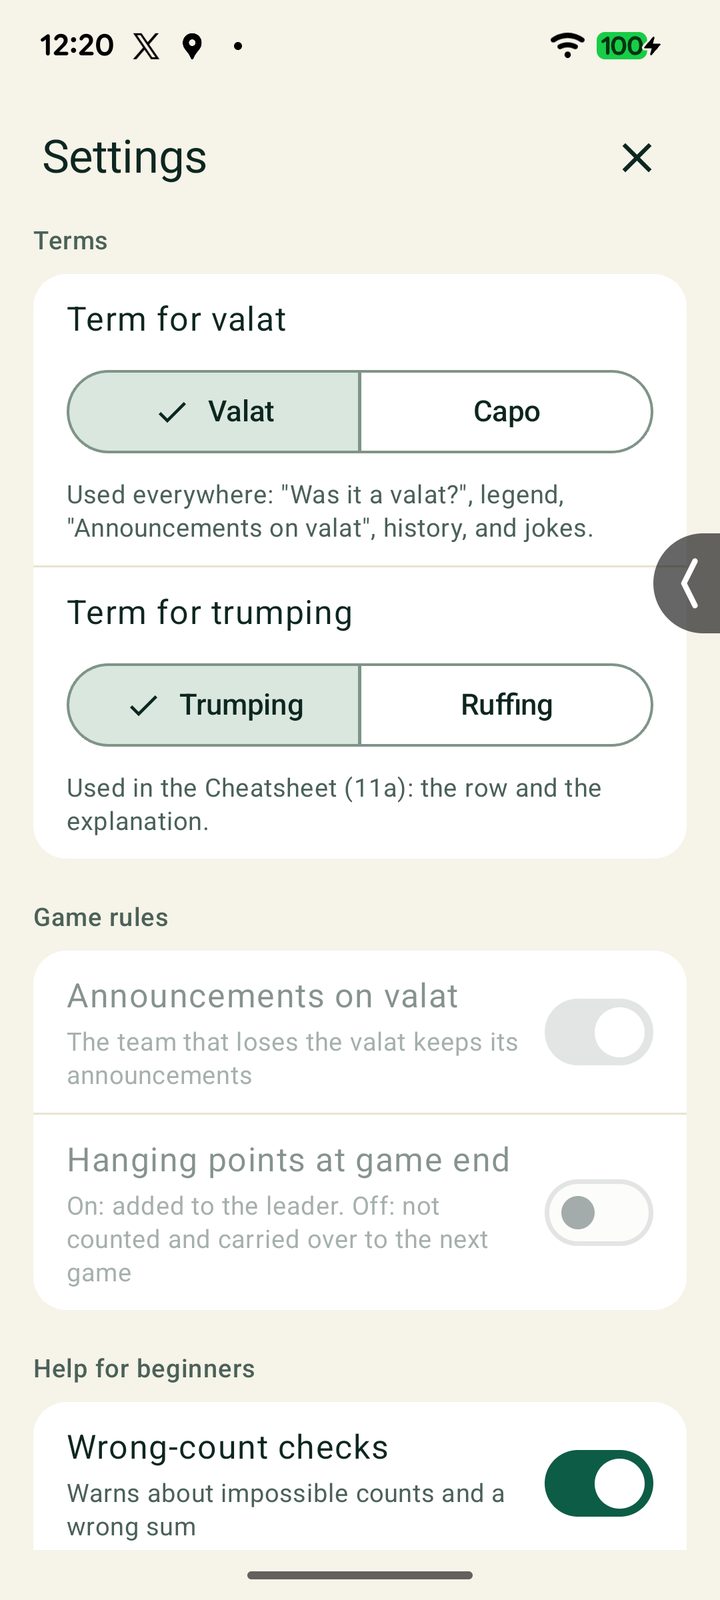 12:20
100
Settings
Terms
Term for valat
Valat
Capo
Used everywhere: "Was it a valat?", legend,
"Announcements on valat", history, and jokes.
Term for trumping
Trumping
Ruffing
Used in the Cheatsheet (11a): the row and the
explanation.
Game rules
Announcements on valat
The team that loses the valat keeps its
announcements
Hanging points at game end
On: added to the leader. Off: not
counted and carried over to the next
game
Help for beginners
Wrong-count checks
Warns about impossible counts and a
wrong sum